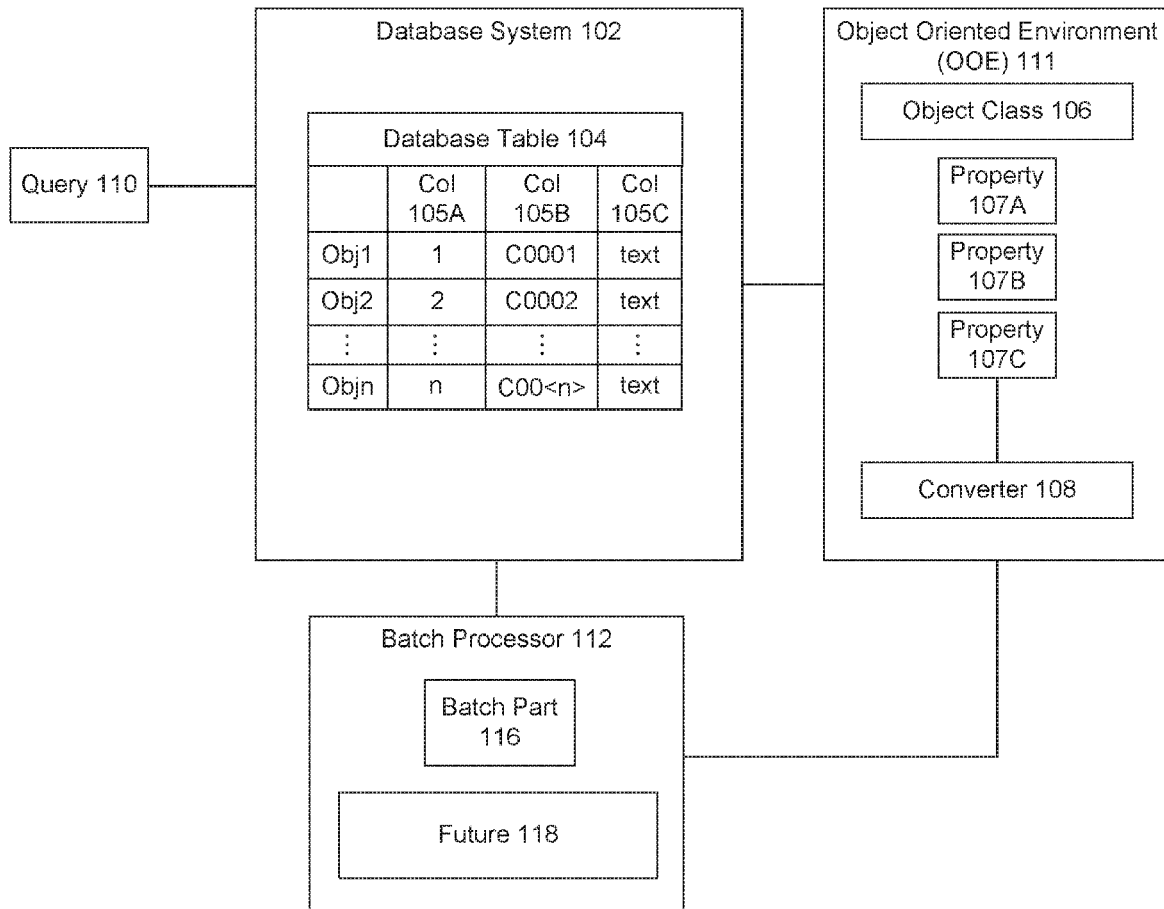 Database System 102
Object Oriented Environment
(OOE) 111
Object Class 106
Database Table 104
Query 110
Col
105A
Col
105B
Col
105C
Property
107A
Obj1 1 C0001 text
Property
107B
Obj2 2 C0002 text
⋮ ⋮ ⋮ ⋮
Property
107C
Objn n C00<n> text
Converter 108
Batch Processor 112
Batch Part
116
Future 118